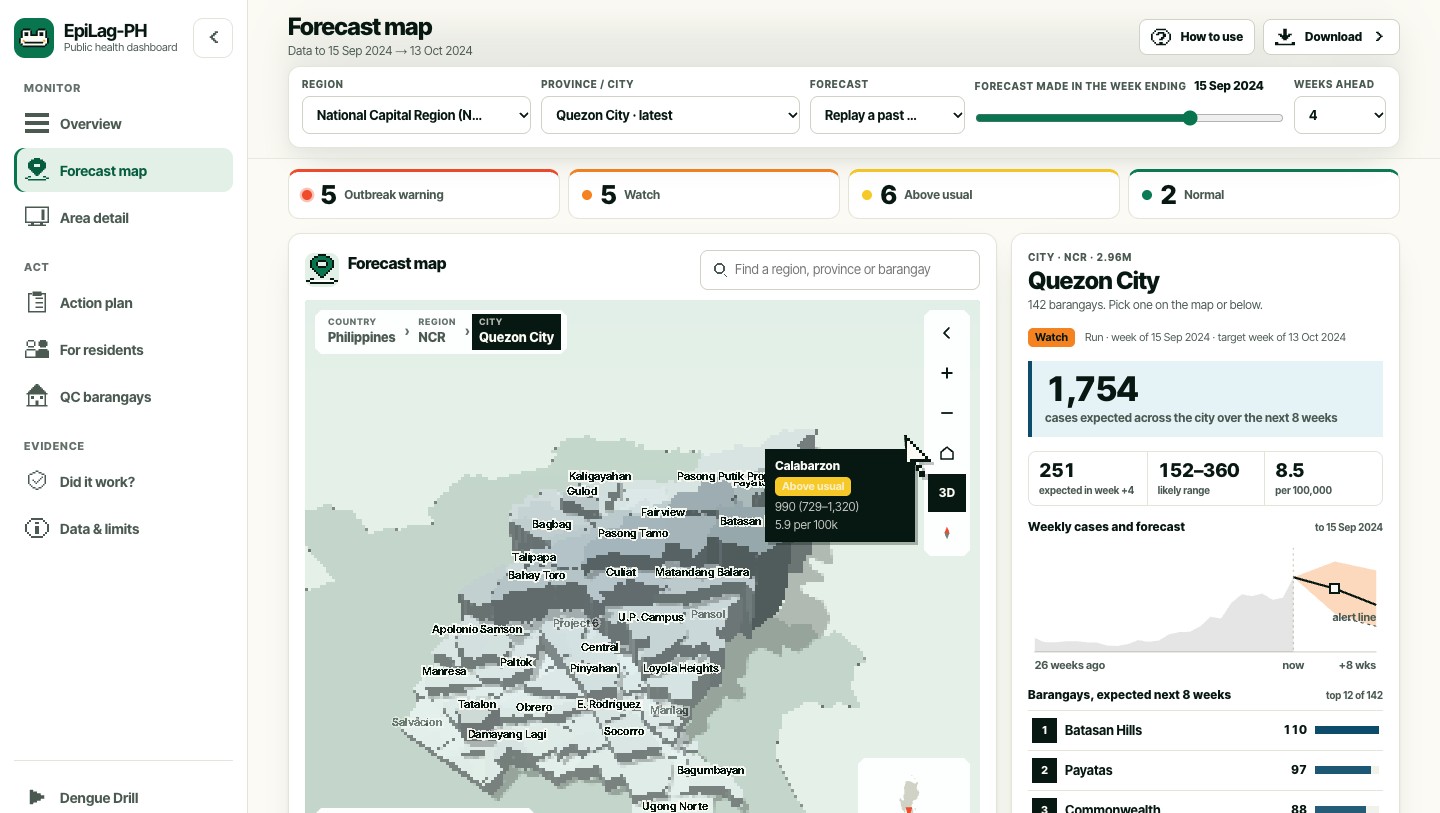 EpiLag-PH
Public health dashboard
MONITOR
Overview
Forecast map
Area detail
ACT
Action plan
For residents
QC barangays
EVIDENCE
Did it work?
Data & limits
Dengue Drill
Forecast map
Data to 15 Sep 2024 → 13 Oct 2024
How to use
Download
REGION
National Capital Region (N...
PROVINCE / CITY
Quezon City · latest
FORECAST
Replay a past ...
FORECAST MADE IN THE WEEK ENDING 15 Sep 2024
WEEKS AHEAD
4
5 Outbreak warning
5 Watch
6 Above usual
2 Normal
Forecast map
Find a region, province or barangay
COUNTRY
Philippines
REGION
NCR
CITY
Quezon City
3D
Calabarzon
Above usual
990 (729–1,320)
5.9 per 100k
Kaligayahan
Pasong Putik
Gulod
Fairview
Bagbag
Batasan
Pasong Tamo
Talipapa
Bahay Toro
Culiat
Matandang Balara
U.P. Campus
Pansol
Project 6
Apolonio Samson
Central
Paltok
Pinyahan
Loyola Heights
Manresa
Tatalon
Obrero
E. Rodriguez
Marilag
Salvacion
Damayang Lagi
Socorro
Bagumbayan
Ugong Norte
CITY · NCR · 2.96M
Quezon City
142 barangays. Pick one on the map or below.
Watch
Run · week of 15 Sep 2024 · target week of 13 Oct 2024
1,754
cases expected across the city over the next 8 weeks
251
expected in week +4
152–360
likely range
8.5
per 100,000
Weekly cases and forecast
to 15 Sep 2024
alert line
26 weeks ago
now
+8 wks
Barangays, expected next 8 weeks
top 12 of 142
1 Batasan Hills 110
2 Payatas 97
3 Commonwealth 88